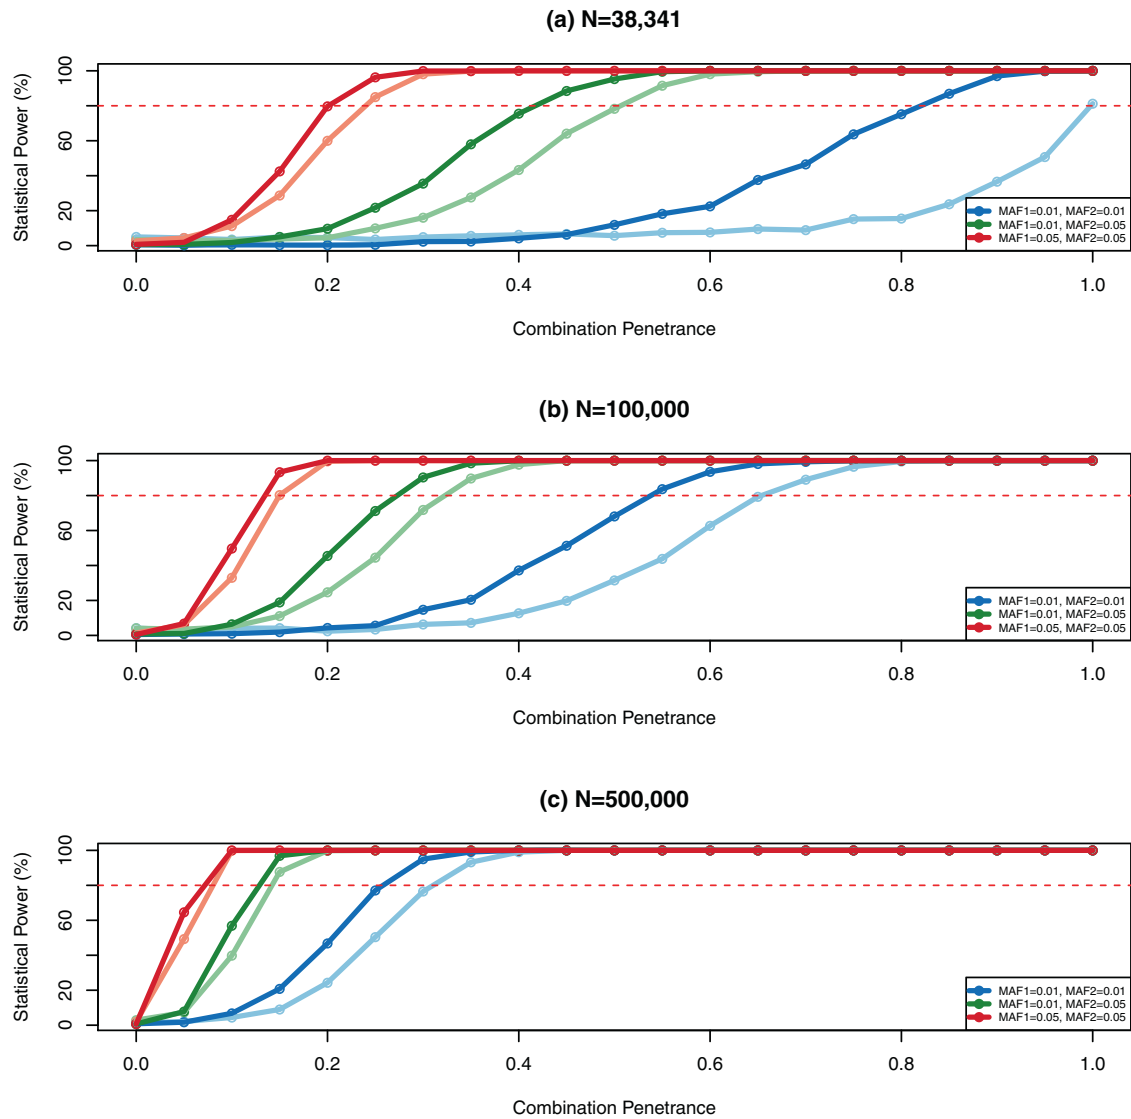 (a) N=38,341
Statistical Power (%)
100
60
20
0
MAF1=0.01, MAF2=0.01
MAF1=0.01, MAF2=0.05
MAF1=0.05, MAF2=0.05
0.0 0.2 0.4 0.6 0.8 1.0
Combination Penetrance
(b) N=100,000
Statistical Power (%)
100
60
20
0
MAF1=0.01, MAF2=0.01
MAF1=0.01, MAF2=0.05
MAF1=0.05, MAF2=0.05
0.0 0.2 0.4 0.6 0.8 1.0
Combination Penetrance
(c) N=500,000
Statistical Power (%)
100
60
20
0
MAF1=0.01, MAF2=0.01
MAF1=0.01, MAF2=0.05
MAF1=0.05, MAF2=0.05
0.0 0.2 0.4 0.6 0.8 1.0
Combination Penetrance